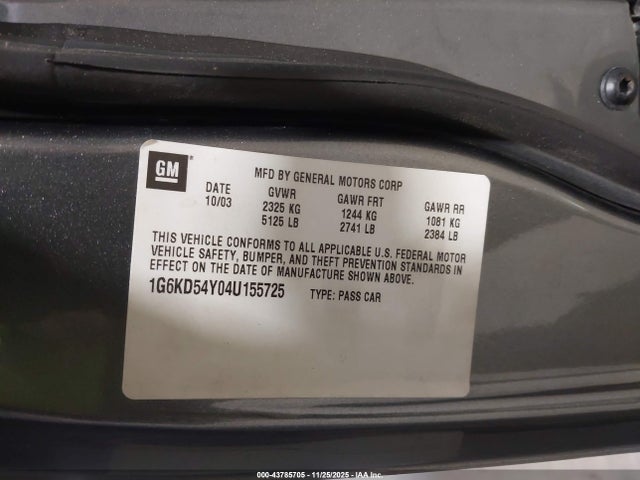 GM
MFD BY GENERAL MOTORS CORP
DATE GVWR GAWR FRT GAWR RR
10/03 2325 KG 1244 KG 1081 KG
5125 LB 2741 LB 2384 LB
THIS VEHICLE CONFORMS TO ALL APPLICABLE U.S. FEDERAL MOTOR
VEHICLE SAFETY, BUMPER, AND THEFT PREVENTION STANDARDS IN
EFFECT ON THE DATE OF MANUFACTURE SHOWN ABOVE.
1G6KD54Y04U155725 TYPE: PASS CAR
000-43785705 - 11/25/2025 - IAA Inc.